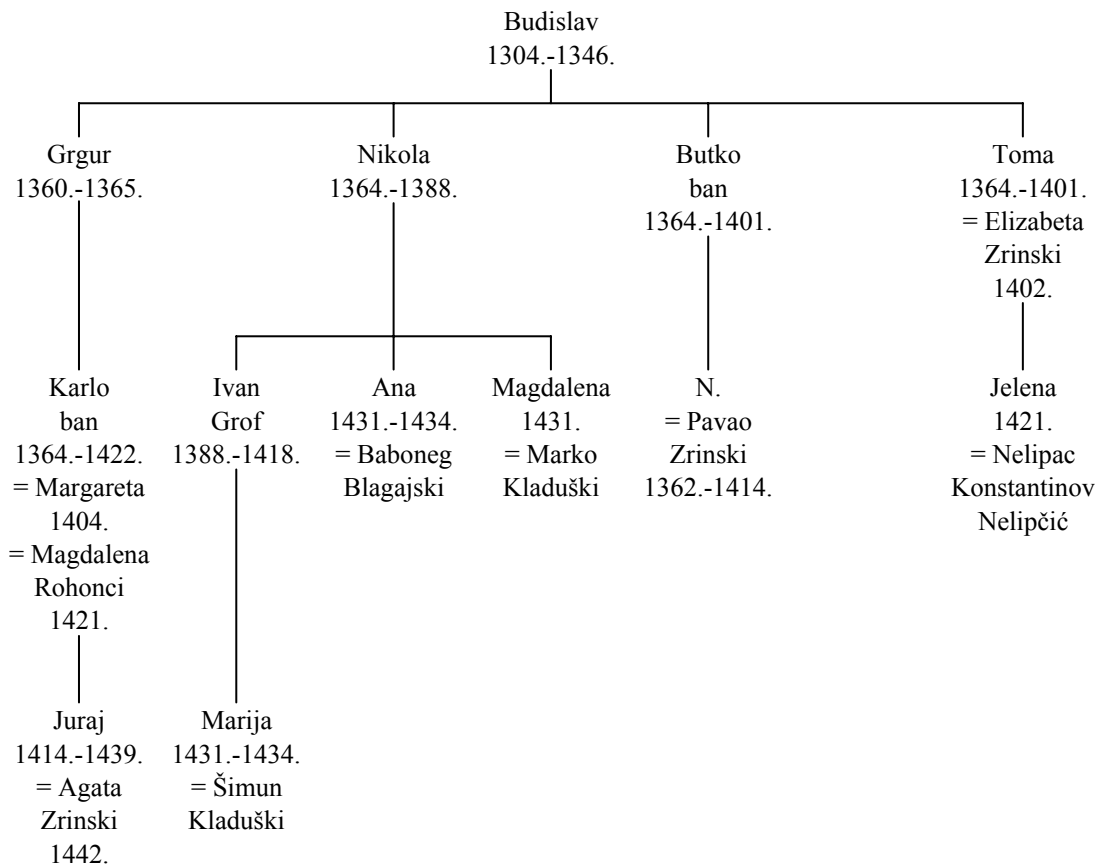 Budislav
1304.-1346.
Grgur
1360.-1365.
Nikola
1364.-1388.
Butko
ban
1364.-1401.
Toma
1364.-1401.
= Elizabeta
Zrinski
1402.
Karlo
ban
1364.-1422.
= Margareta
1404.
= Magdalena
Rohonci
1421.
Ivan
Grof
1388.-1418.
Ana
1431.-1434.
= Baboneg
Blagajski
Magdalena
1431.
= Marko
Kladuški
N.
= Pavao
Zrinski
1362.-1414.
Jelena
1421.
= Nelipac
Konstantinov
Nelipčić
Juraj
1414.-1439.
= Agata
Zrinski
1442.
Marija
1431.-1434.
= Šimun
Kladuški